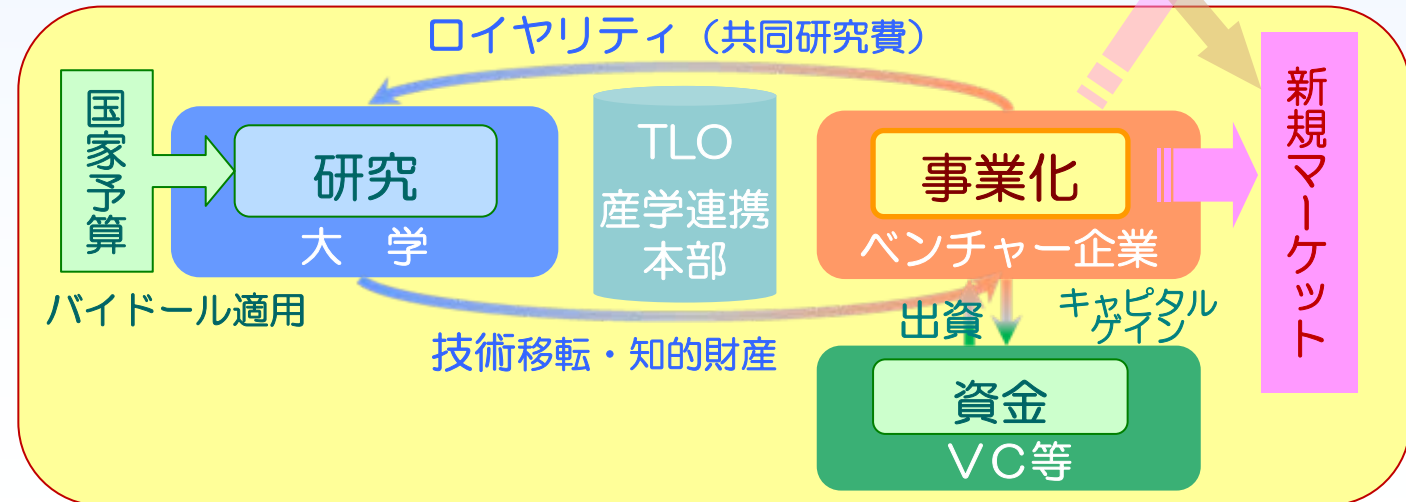 ロイヤリティ（共同研究費）
国家予算
研究
大　学
バイドール適用
TLO
産学連携
本部
事業化
ベンチャー企業
新規マーケット
技術移転・知的財産
出資
キャピタル
ゲイン
資金
ＶＣ等